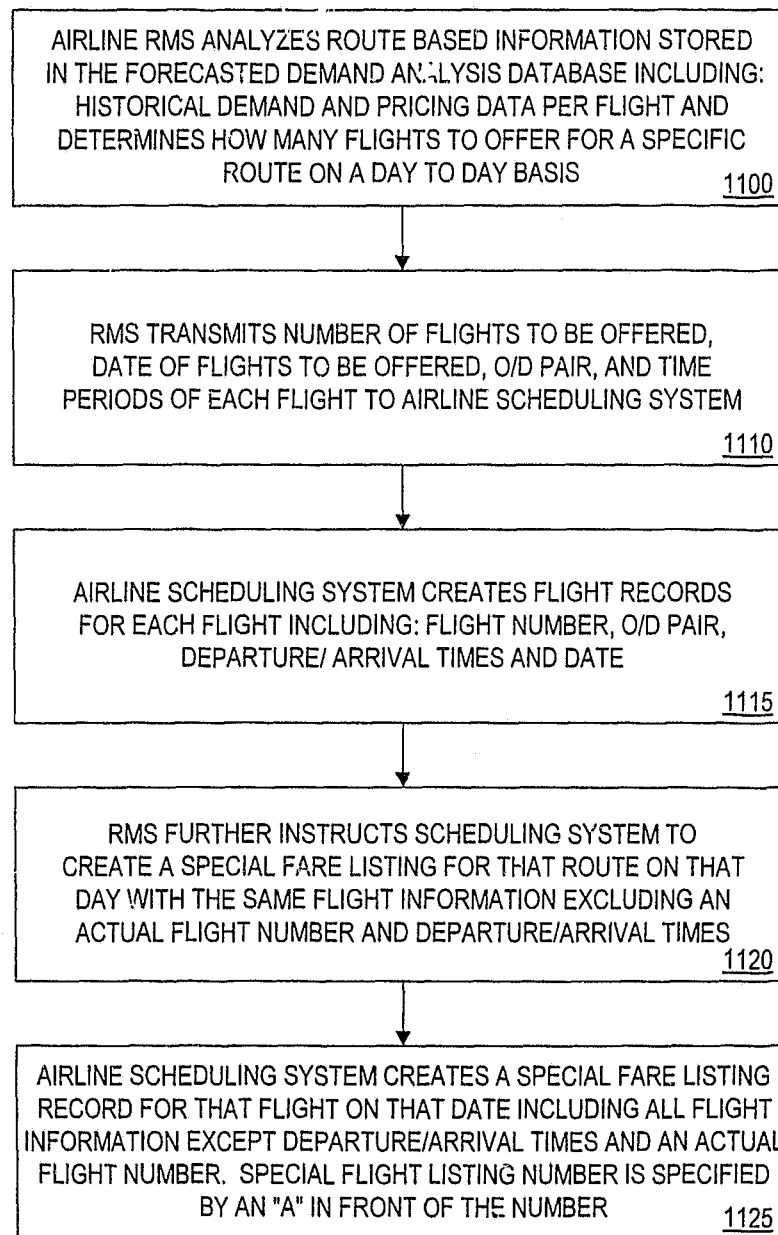 AIRLINE RMS ANALYZES ROUTE BASED INFORMATION STORED
IN THE FORECASTED DEMAND ANALYSIS DATABASE INCLUDING:
HISTORICAL DEMAND AND PRICING DATA PER FLIGHT AND
DETERMINES HOW MANY FLIGHTS TO OFFER FOR A SPECIFIC
ROUTE ON A DAY TO DAY BASIS
1100
RMS TRANSMITS NUMBER OF FLIGHTS TO BE OFFERED,
DATE OF FLIGHTS TO BE OFFERED, O/D PAIR, AND TIME
PERIODS OF EACH FLIGHT TO AIRLINE SCHEDULING SYSTEM
1110
AIRLINE SCHEDULING SYSTEM CREATES FLIGHT RECORDS
FOR EACH FLIGHT INCLUDING: FLIGHT NUMBER, O/D PAIR,
DEPARTURE/ ARRIVAL TIMES AND DATE
1115
RMS FURTHER INSTRUCTS SCHEDULING SYSTEM TO
CREATE A SPECIAL FARE LISTING FOR THAT ROUTE ON THAT
DAY WITH THE SAME FLIGHT INFORMATION EXCLUDING AN
ACTUAL FLIGHT NUMBER AND DEPARTURE/ARRIVAL TIMES
1120
AIRLINE SCHEDULING SYSTEM CREATES A SPECIAL FARE LISTING
RECORD FOR THAT FLIGHT ON THAT DATE INCLUDING ALL FLIGHT
INFORMATION EXCEPT DEPARTURE/ARRIVAL TIMES AND AN ACTUAL
FLIGHT NUMBER. SPECIAL FLIGHT LISTING NUMBER IS SPECIFIED
BY AN "A" IN FRONT OF THE NUMBER
1125